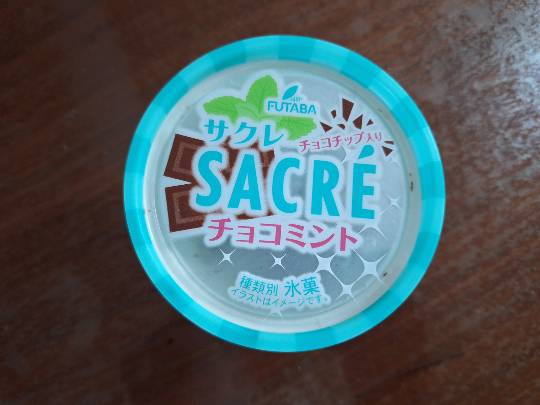 FUTABA
サクレ
チョコチップ入り
SACRÉ
チョコミント
種類別 氷菓
イラストはイメージです。